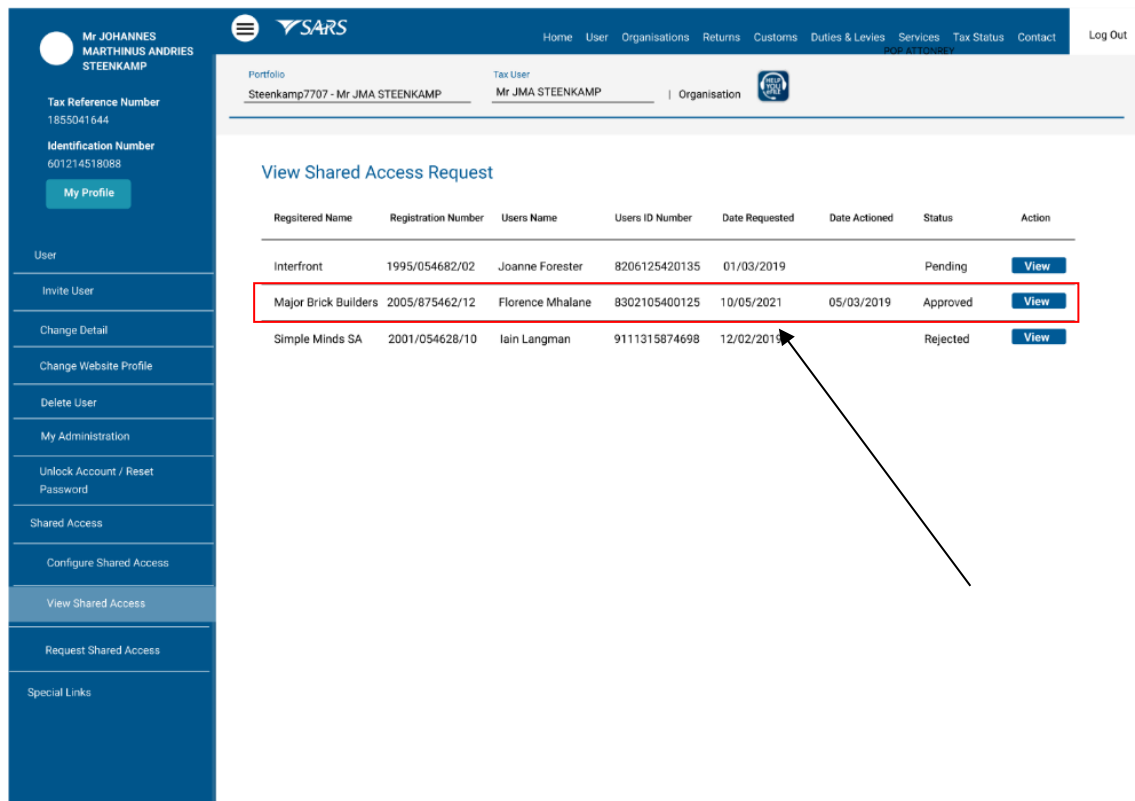 Mr JOHANNES
MARTHINUS ANDRIES
STEENKAMP
Tax Reference Number
1855041644
Identification Number
601214518088
My Profile
User
Invite User
Change Detail
Change Website Profile
Delete User
My Administration
Unlock Account / Reset
Password
Shared Access
Configure Shared Access
View Shared Access
Request Shared Access
Special Links
SARS
Home User Organisations Returns Customs Duties & Levies Services Tax Status Contact Log Out
POP ATTONREY
Portfolio Tax User
Steenkamp7707 - Mr JMA STEENKAMP Mr JMA STEENKAMP | Organisation
HELP
YOU
eFILE
View Shared Access Request
Regsitered Name Registration Number Users Name Users ID Number Date Requested Date Actioned Status Action
Interfront 1995/054682/02 Joanne Forester 8206125420135 01/03/2019 Pending View
Major Brick Builders 2005/875462/12 Florence Mhalane 8302105400125 10/05/2021 05/03/2019 Approved View
Simple Minds SA 2001/054628/10 Iain Langman 9111315874698 12/02/2019 Rejected View